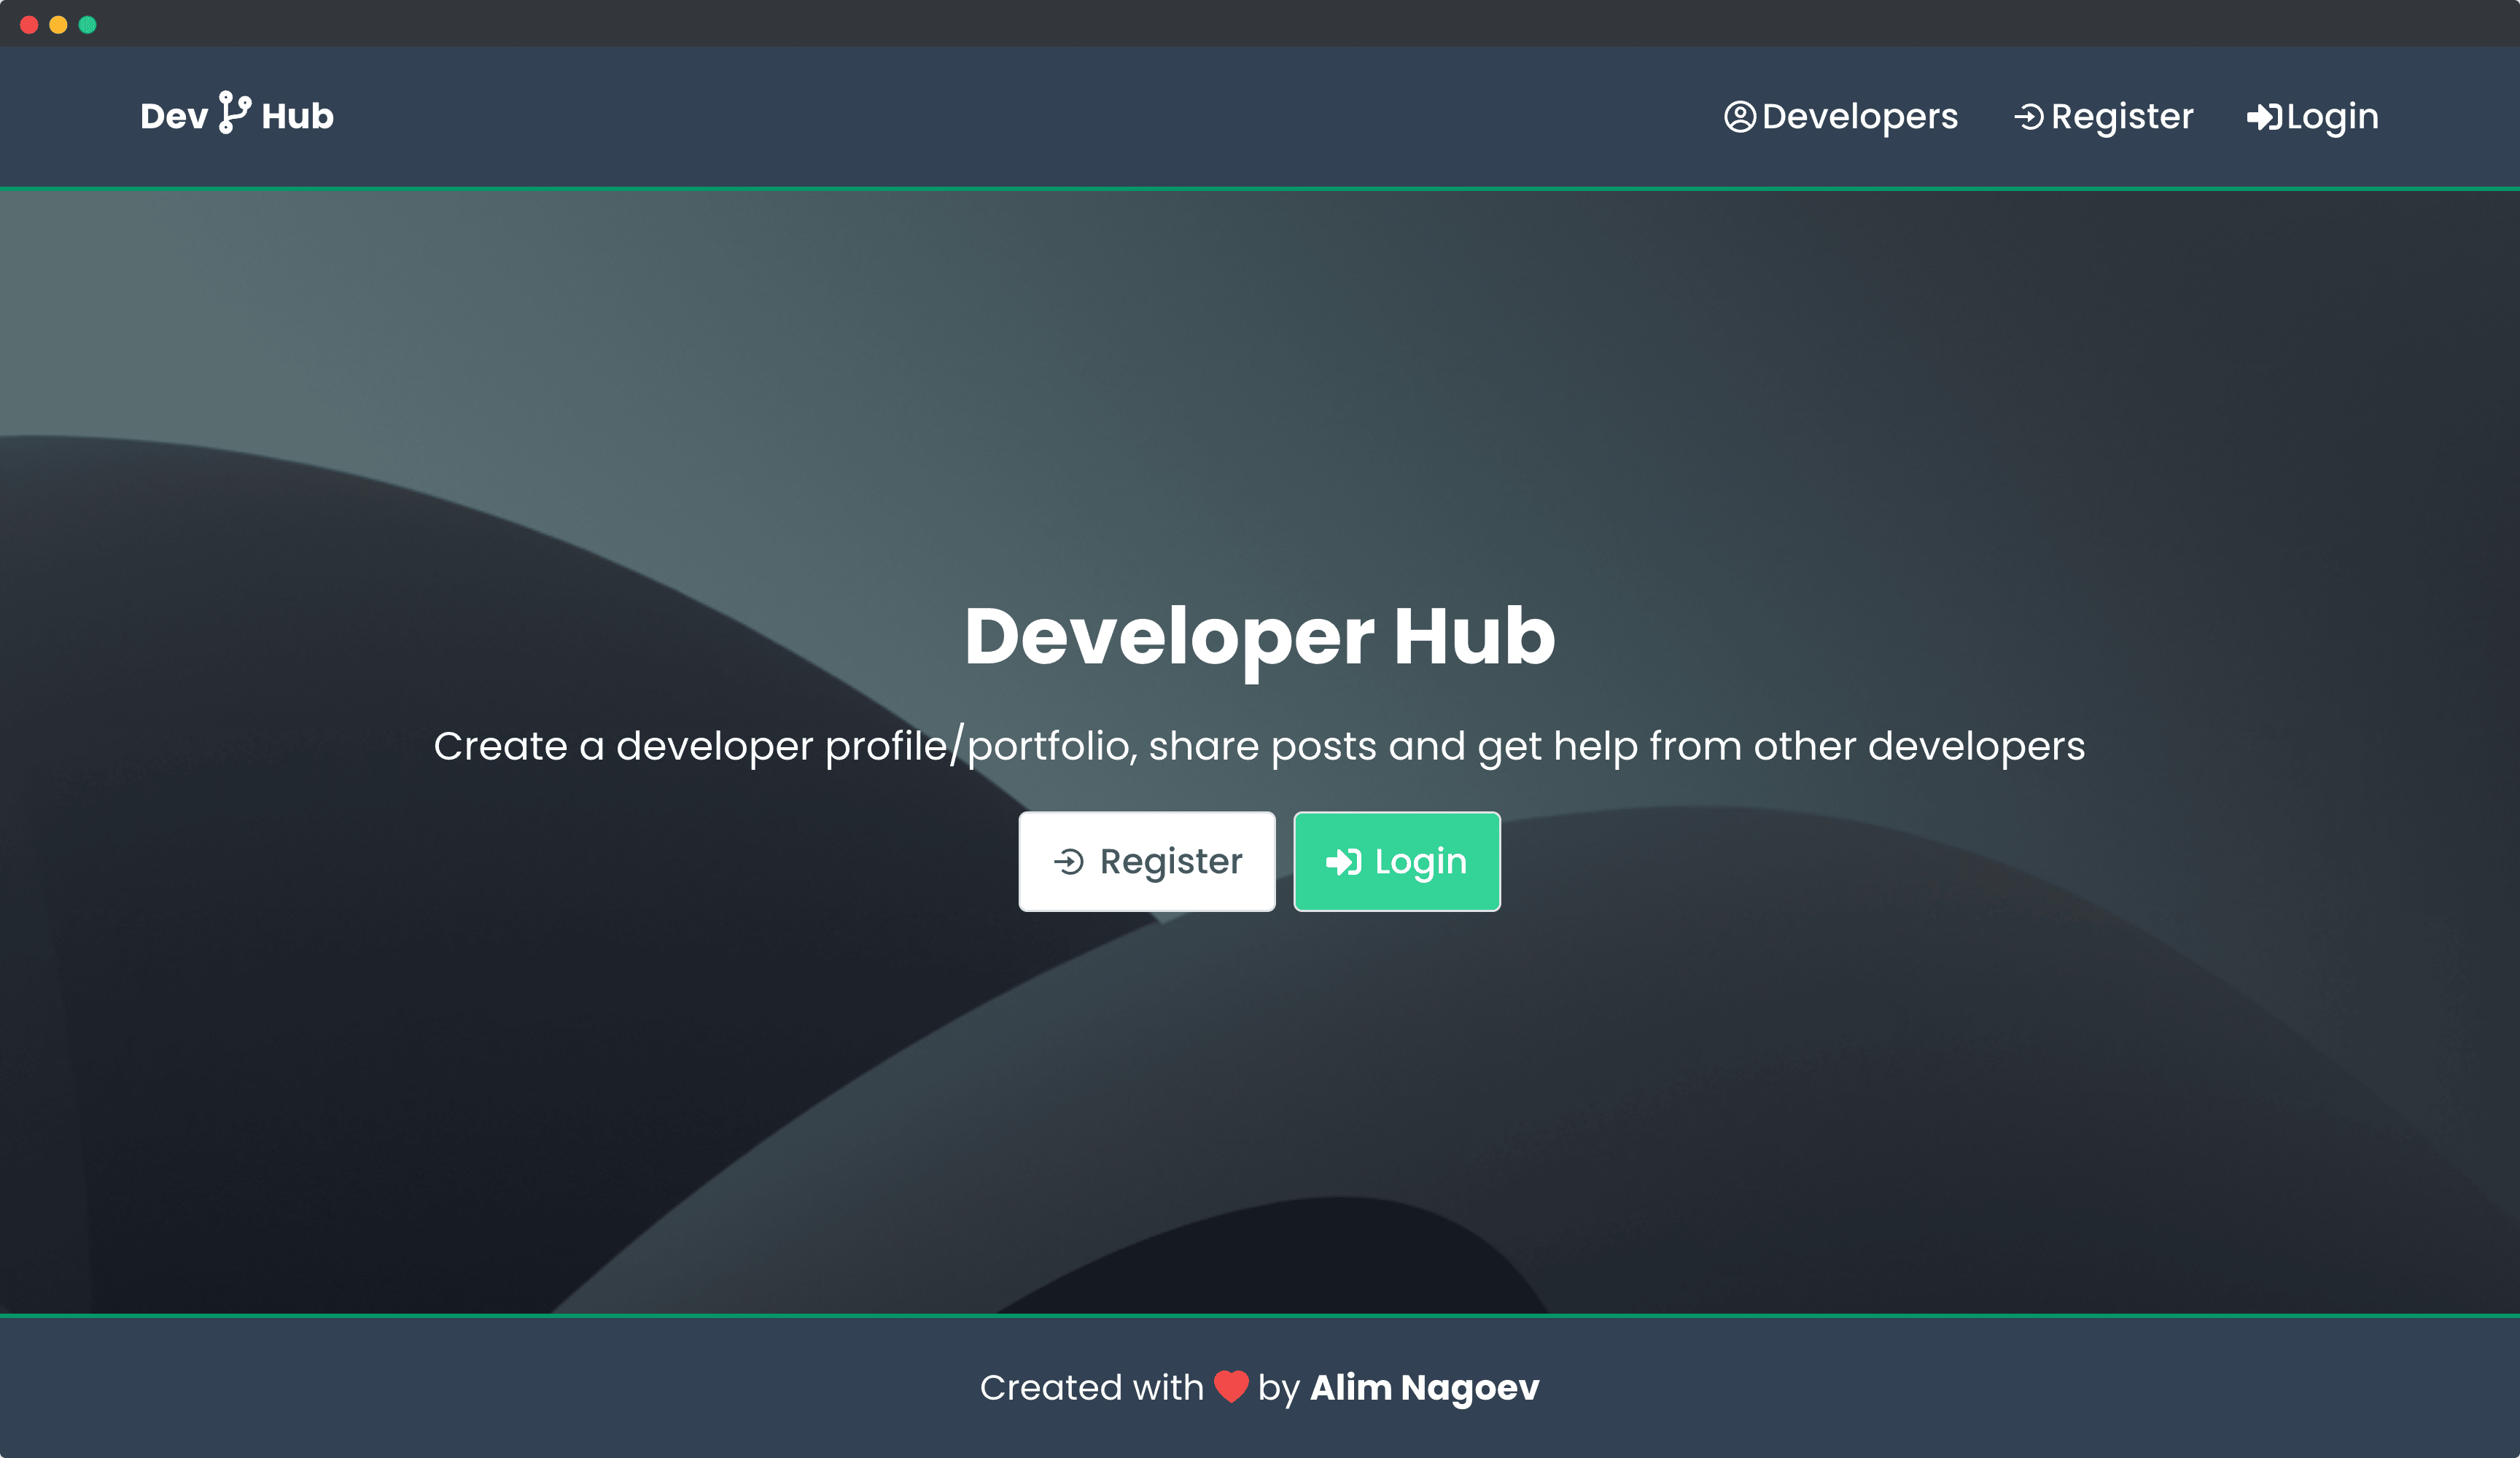 Dev Hub
Developers Register Login
Developer Hub
Create a developer profile/portfolio, share posts and get help from other developers
Register Login
Created with by Alim Nagoev